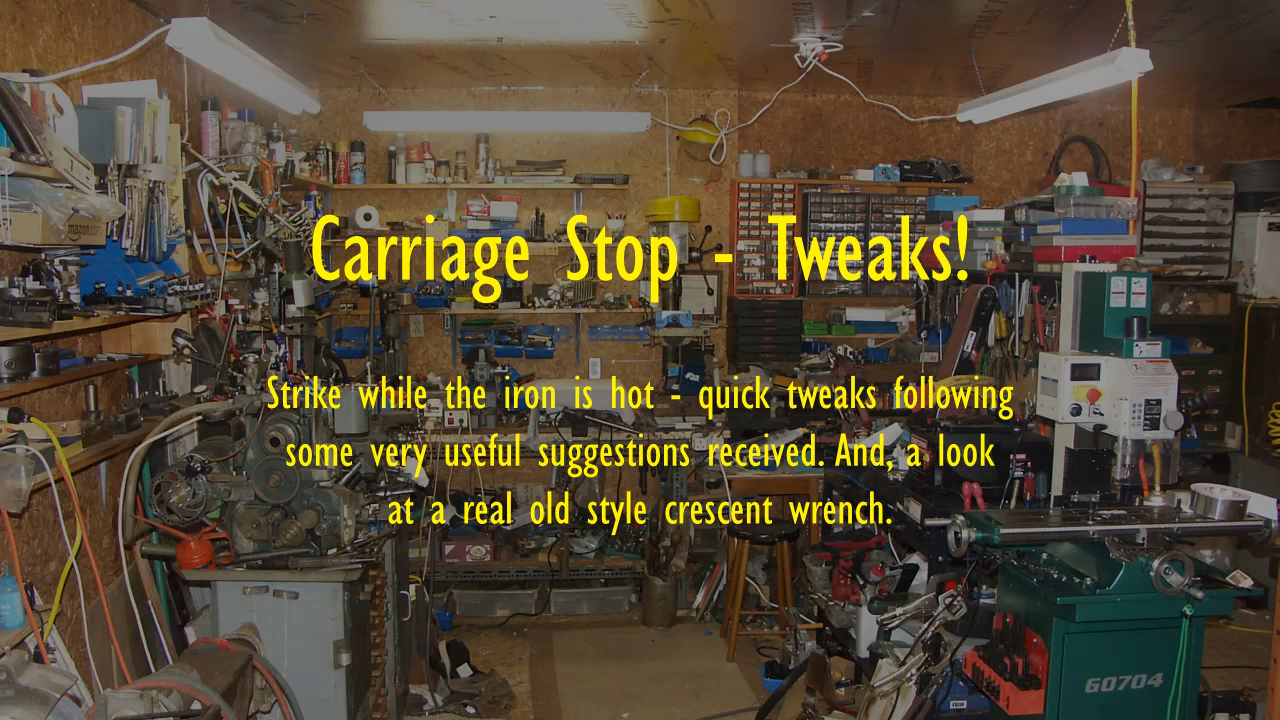 Carriage Stop - Tweaks!
Strike while the iron is hot - quick tweaks following
some very useful suggestions received. And, a look
at a real old style crescent wrench.
amazon.com
G0704